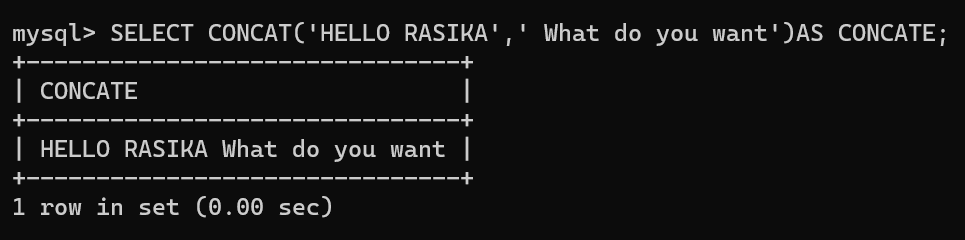 mysql> SELECT CONCAT('HELLO RASIKA',' What do you want')AS CONCATE;
+-------------------------------+
| CONCATE                       |
+-------------------------------+
| HELLO RASIKA What do you want |
+-------------------------------+
1 row in set (0.00 sec)